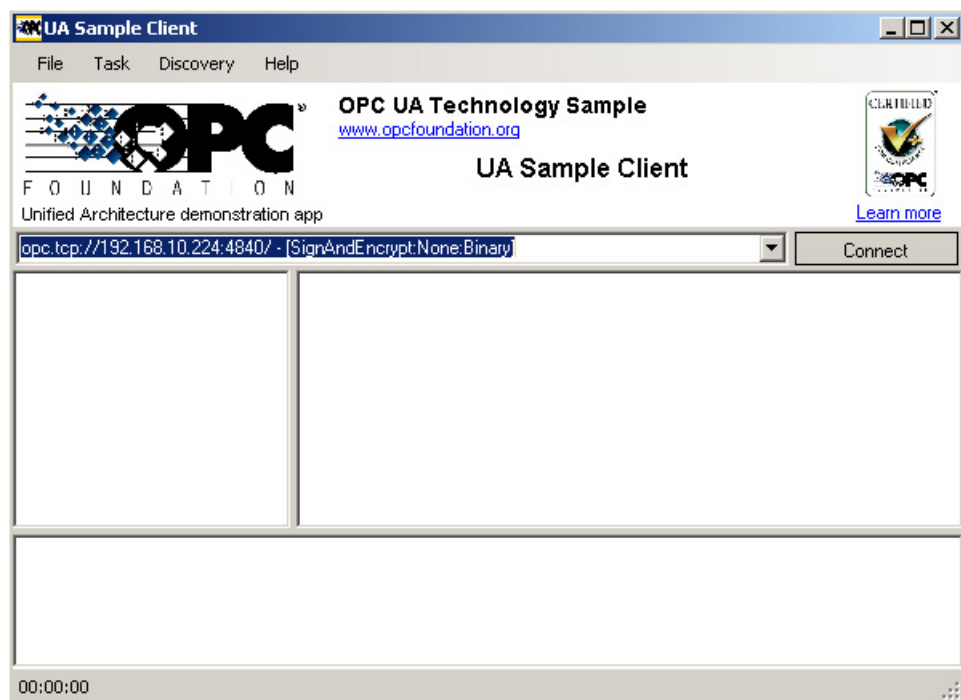 UA Sample Client
File Task Discovery Help
OPC ®
FOUNDATION
Unified Architecture demonstration app
OPC UA Technology Sample
www.opcfoundation.org
UA Sample Client
CERTIFIED
OPC
Learn more
opc.tcp://192.168.10.224:4840/ - [SignAndEncrypt:None:Binary]
Connect
00:00:00